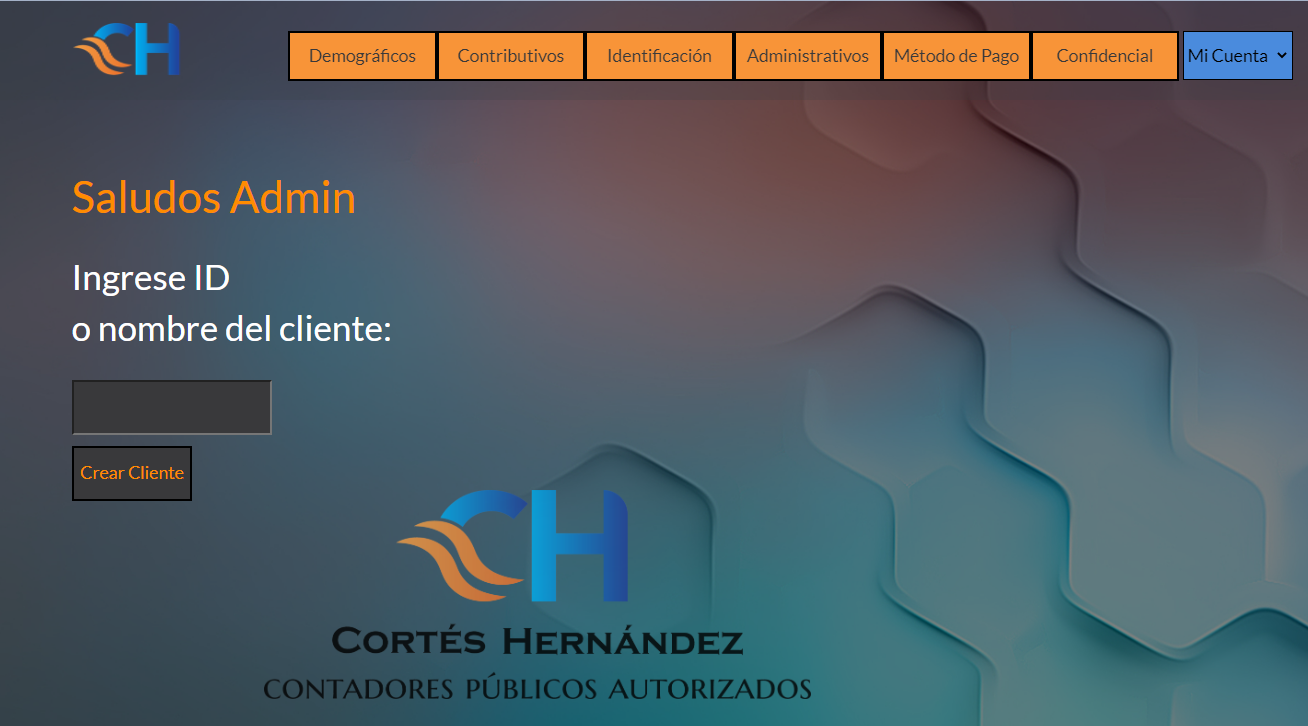 CH
Demográficos
Contributivos
Identificación
Administrativos
Método de Pago
Confidencial
Mi Cuenta
Saludos Admin
Ingrese ID
o nombre del cliente:
Crear Cliente
CH
CORTÉS HERNÁNDEZ
CONTADORES PÚBLICOS AUTORIZADOS